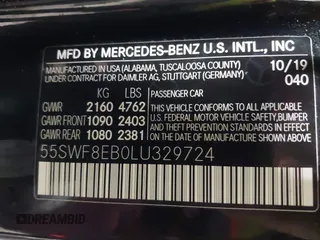 MFD BY MERCEDES-BENZ U.S. INTL., INC
MANUFACTURED IN USA (ALABAMA, TUSCALOOSA COUNTY) 10/19
UNDER CONTRACT FOR DAIMLER AG, STUTTGART (GERMANY) 040
KG LBS PASSENGER CAR
GVWR 2160 4762
GAWR FRONT 1090 2403
GAWR REAR 1080 2381
THIS VEHICLE CONFORMS TO ALL APPLICABLE
U.S. FEDERAL MOTOR VEHICLE SAFETY, BUMPER,
AND THEFT PREVENTION STANDARDS IN EFFECT ON THE
DATE OF MANUFACTURE SHOWN ABOVE
55SWF8EB0LU329724
© DREAMBID